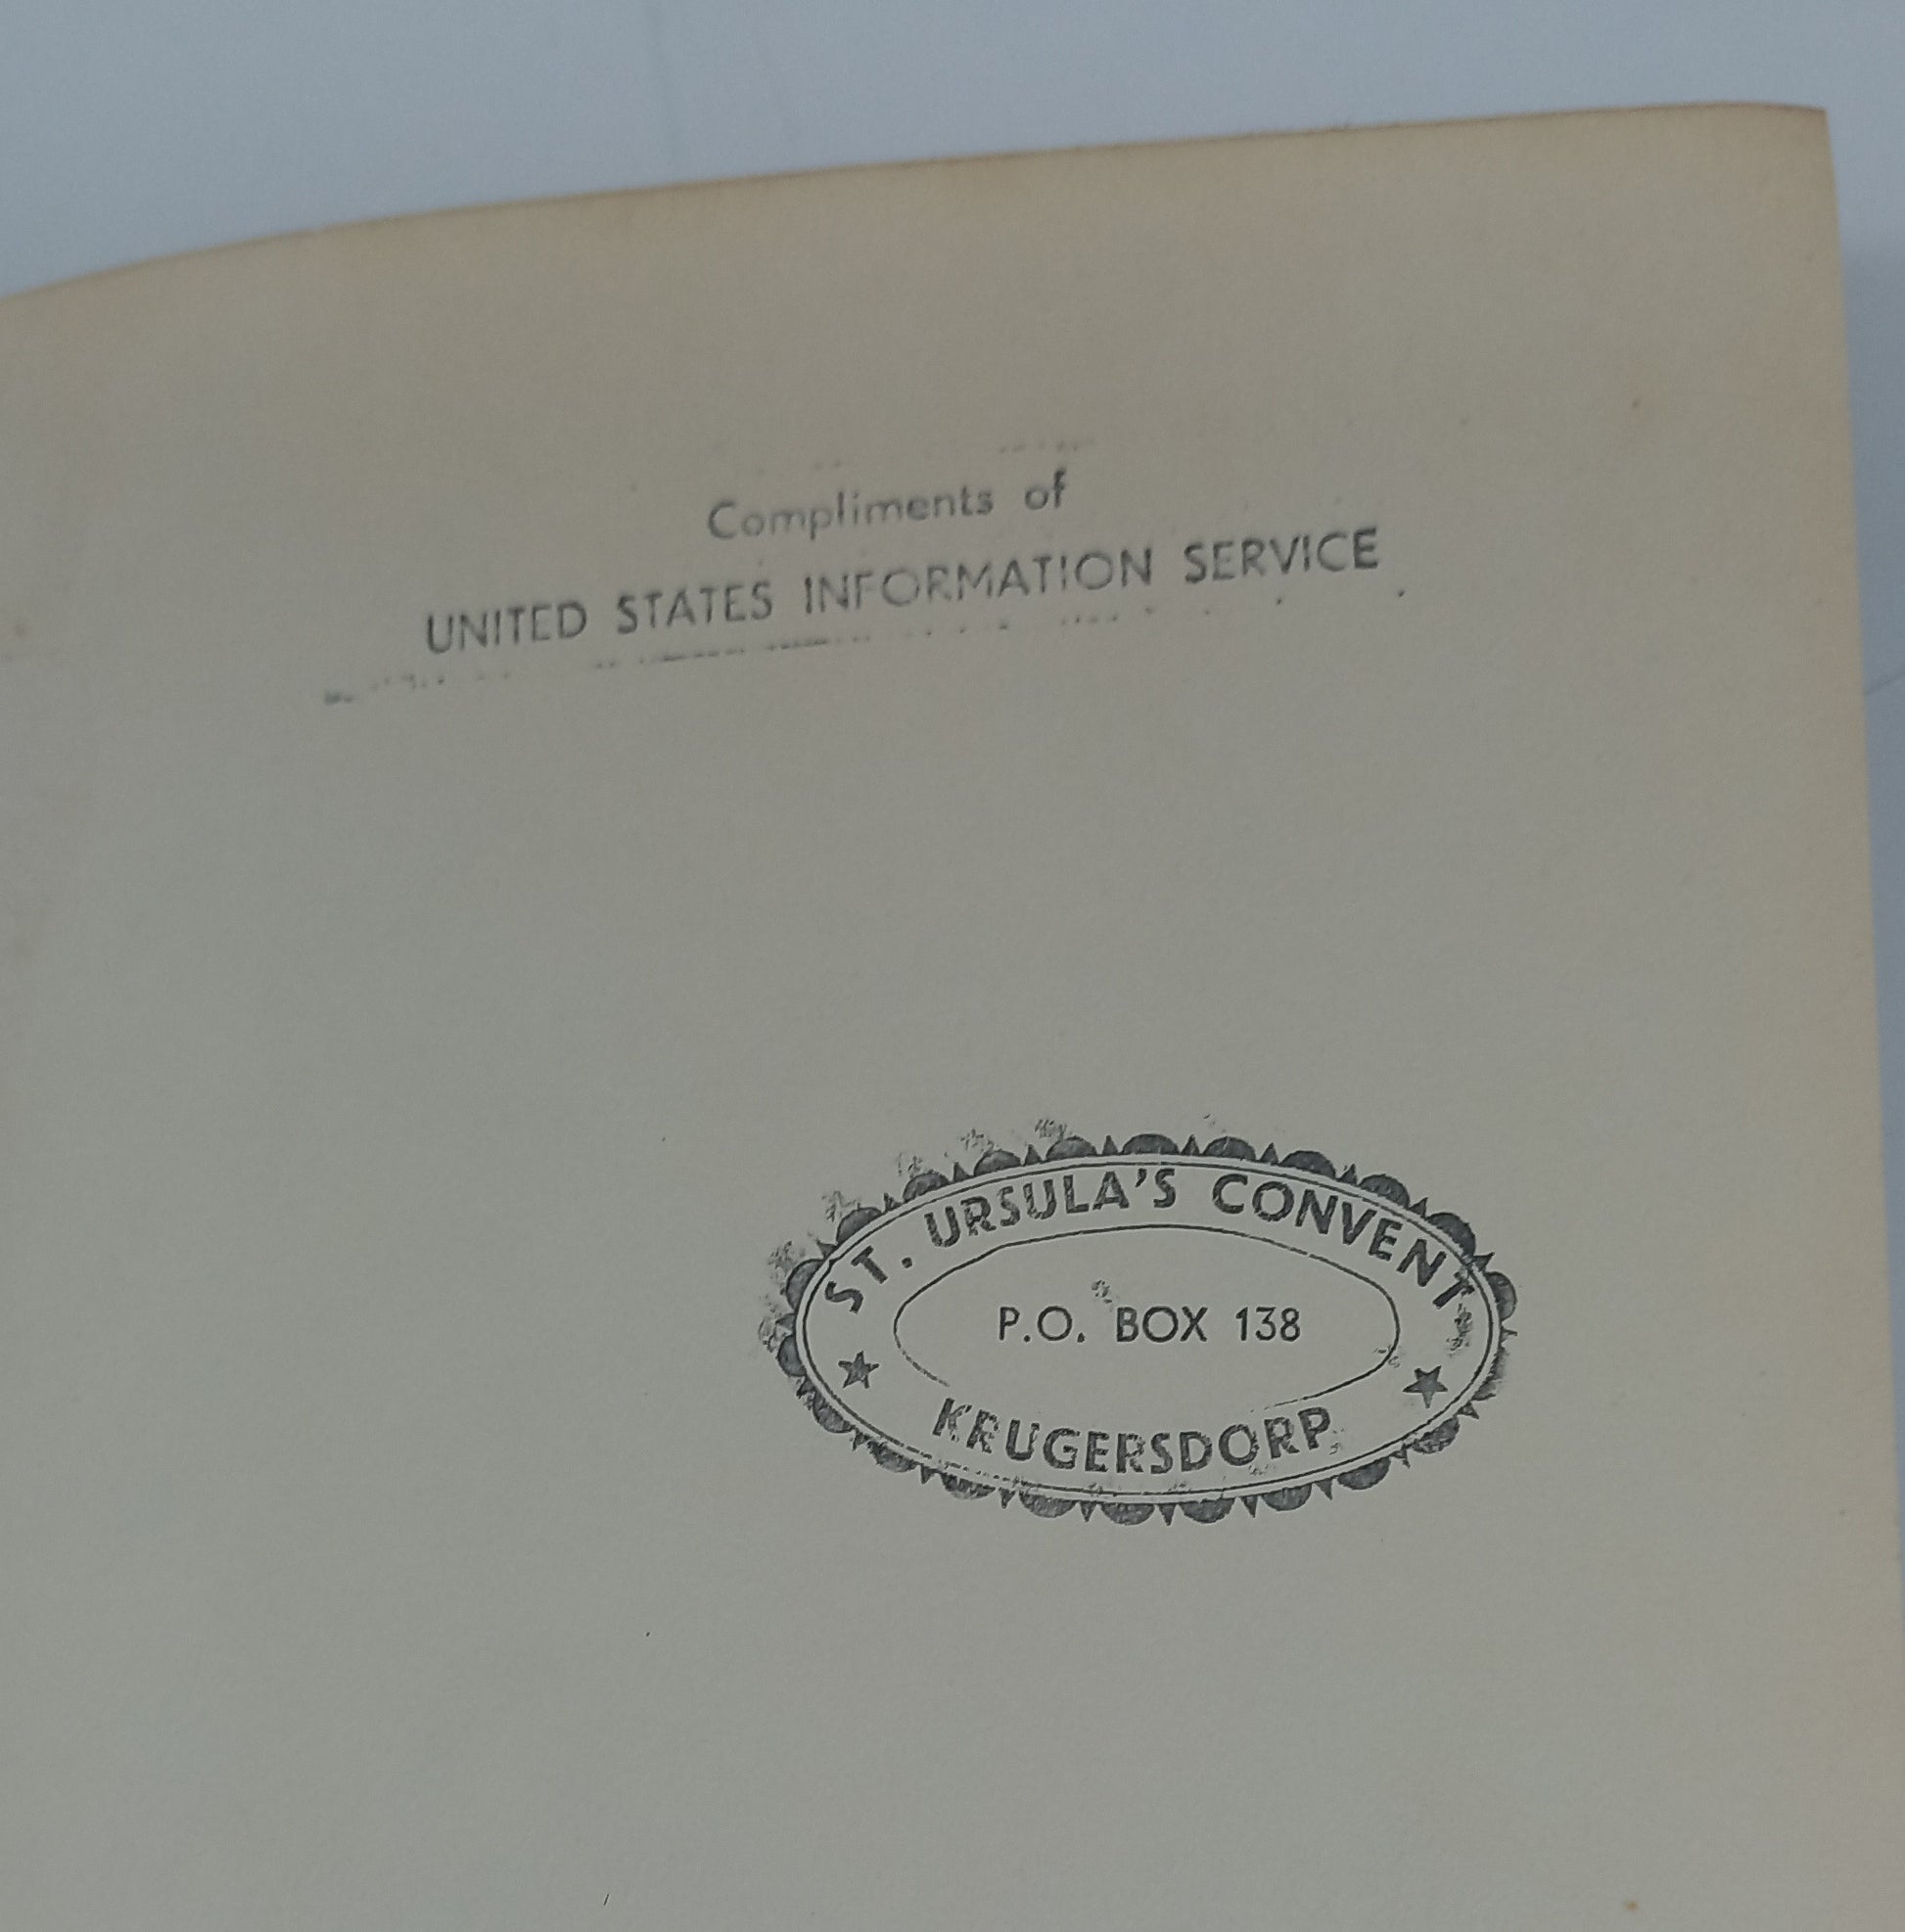 Compliments of
UNITED STATES INFORMATION SERVICE
ST. URSULA'S CONVENT
P.O. BOX 138
KRUGERSDORP